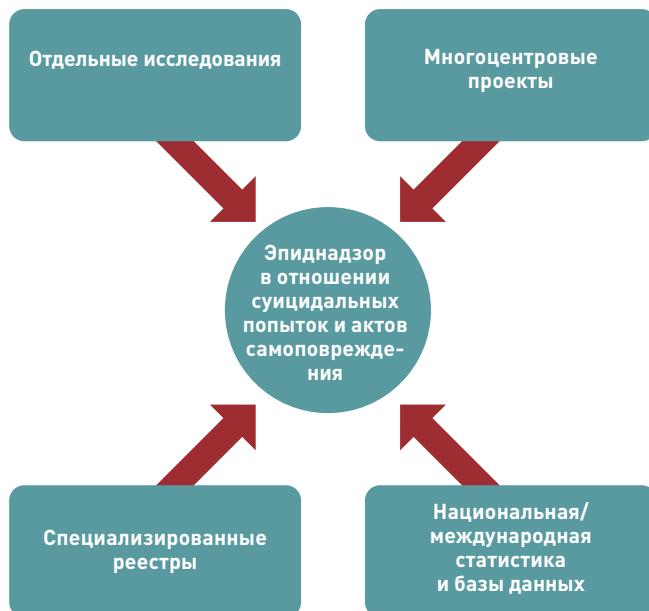 Отдельные исследования
Многоцентровые
проекты
Эпиднадзор
в отношении
суицидальных
попыток и актов
самоповрежде-
ния
Специализированные
реестры
Национальная/
международная
статистика
и базы данных